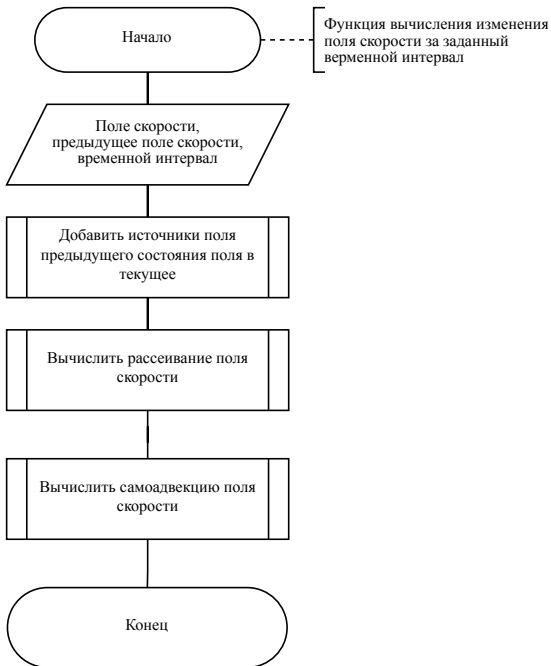 Начало
Функция вычисления изменения
поля скорости за заданный
верменной интервал
Поле скорости,
предыдущее поле скорости,
временной интервал
Добавить источники поля
предыдущего состояния поля в
текущее
Вычислить рассеивание поля
скорости
Вычислить самоадвекцию поля
скорости
Конец